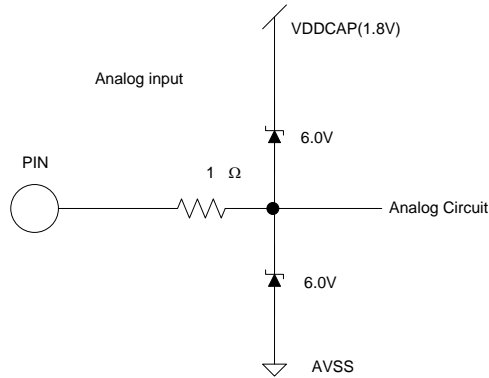 VDDCAP(1.8V)
Analog input
6.0V
PIN
1 Ω
Analog Circuit
6.0V
AVSS